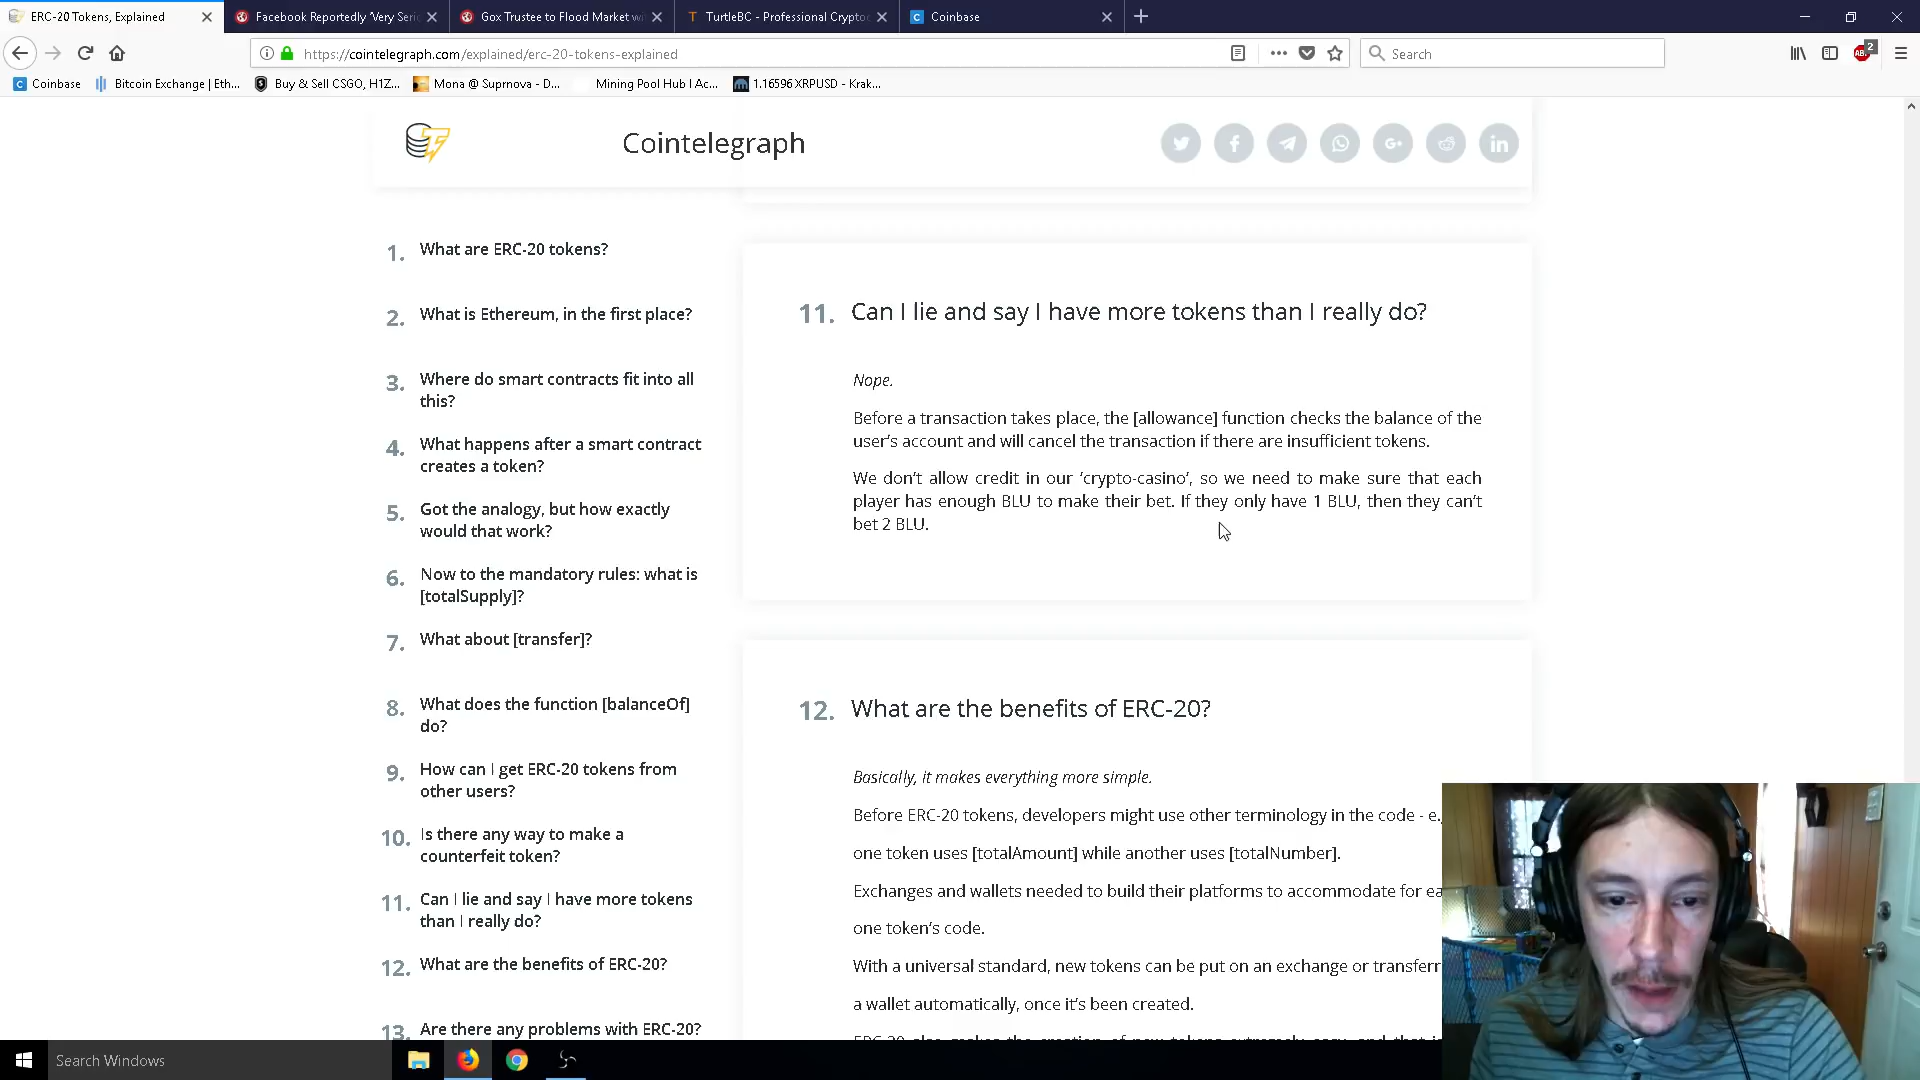 ERC-20 Tokens, Explained
Facebook Reportedly 'Very Seri
Gox Trustee to Flood Market w
TurtleBC - Professional Crypto
Coinbase
https://cointelegraph.com/explained/erc-20-tokens-explained
Search
2
Coinbase
Bitcoin Exchange | Eth...
Buy & Sell CSGO, H1Z...
Mona @ Suprnova - D...
Mining Pool Hub | Ac...
1.16596 XRPUSD - Krak...
Cointelegraph
1. What are ERC-20 tokens?
2. What is Ethereum, in the first place?
3. Where do smart contracts fit into all
this?
4. What happens after a smart contract
creates a token?
5. Got the analogy, but how exactly
would that work?
6. Now to the mandatory rules: what is
[totalSupply]?
7. What about [transfer]?
8. What does the function [balanceOf]
do?
9. How can I get ERC-20 tokens from
other users?
10. Is there any way to make a
counterfeit token?
11. Can I lie and say I have more tokens
than I really do?
12. What are the benefits of ERC-20?
13. Are there any problems with ERC-20?
11. Can I lie and say I have more tokens than I really do?
Nope.
Before a transaction takes place, the [allowance] function checks the balance of the
user's account and will cancel the transaction if there are insufficient tokens.
We don't allow credit in our 'crypto-casino', so we need to make sure that each
player has enough BLU to make their bet. If they only have 1 BLU, then they can't
bet 2 BLU.
12. What are the benefits of ERC-20?
Basically, it makes everything more simple.
Before ERC-20 tokens, developers might use other terminology in the code - e.
one token uses [totalAmount] while another uses [totalNumber].
Exchanges and wallets needed to build their platforms to accommodate for ea
one token's code.
With a universal standard, new tokens can be put on an exchange or transferr
a wallet automatically, once it's been created.
ERC-20 also makes the creation of new tokens extremely easy, and that i
Search Windows